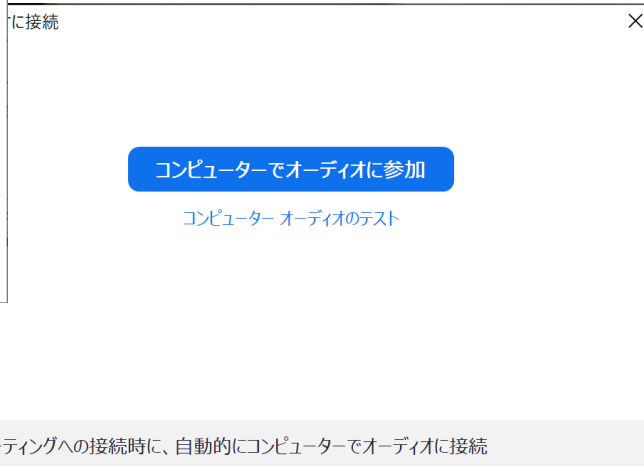 に接続
コンピューターでオーディオに参加
コンピューター オーディオのテスト
ーティングへの接続時に、自動的にコンピューターでオーディオに接続